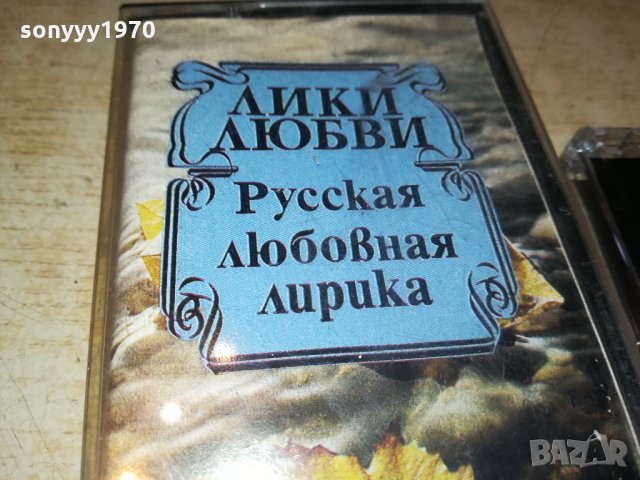 sonyyy1970
ЛИКИ
ЛЮБВИ
Русская
любовная
лирика
BAZAR